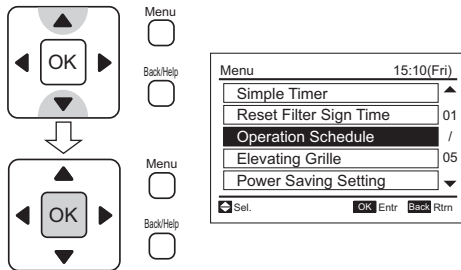 Menu
OK
Back/Help
Menu
OK
Back/Help
Menu 15:10(Fri)
Simple Timer
Reset Filter Sign Time 01
Operation Schedule /
Elevating Grille 05
Power Saving Setting
Sel. OK Entr Back Rtrn